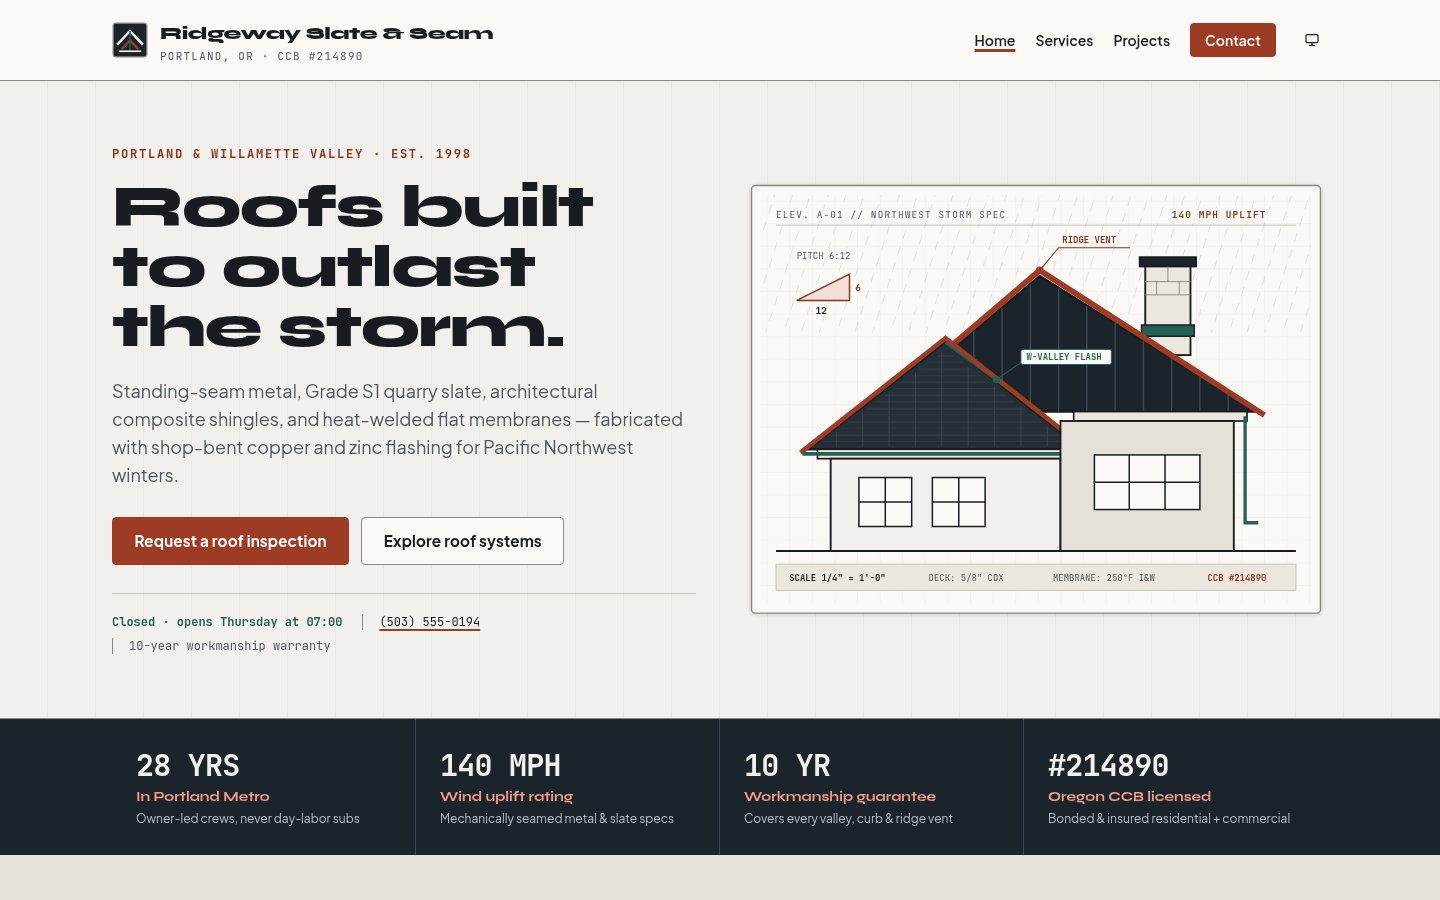 Ridgeway Slate & Seam
PORTLAND, OR · CCB #214890
Home
Services
Projects
Contact
PORTLAND & WILLAMETTE VALLEY · EST. 1998
Roofs built
to outlast
the storm.
Standing-seam metal, Grade S1 quarry slate, architectural
composite shingles, and heat-welded flat membranes — fabricated
with shop-bent copper and zinc flashing for Pacific Northwest
winters.
Request a roof inspection
Explore roof systems
Closed · opens Thursday at 07:00
(503) 555-0194
10-year workmanship warranty
ELEV. A-01 // NORTHWEST STORM SPEC
140 MPH UPLIFT
RIDGE VENT
PITCH 6:12
6
12
W-VALLEY FLASH
SCALE 1/4" = 1'-0"
DECK: 5/8" CDX
MEMBRANE: 250°F I&W
CCB #214890
28 YRS
In Portland Metro
Owner-led crews, never day-labor subs
140 MPH
Wind uplift rating
Mechanically seamed metal & slate specs
10 YR
Workmanship guarantee
Covers every valley, curb & ridge vent
#214890
Oregon CCB licensed
Bonded & insured residential + commercial